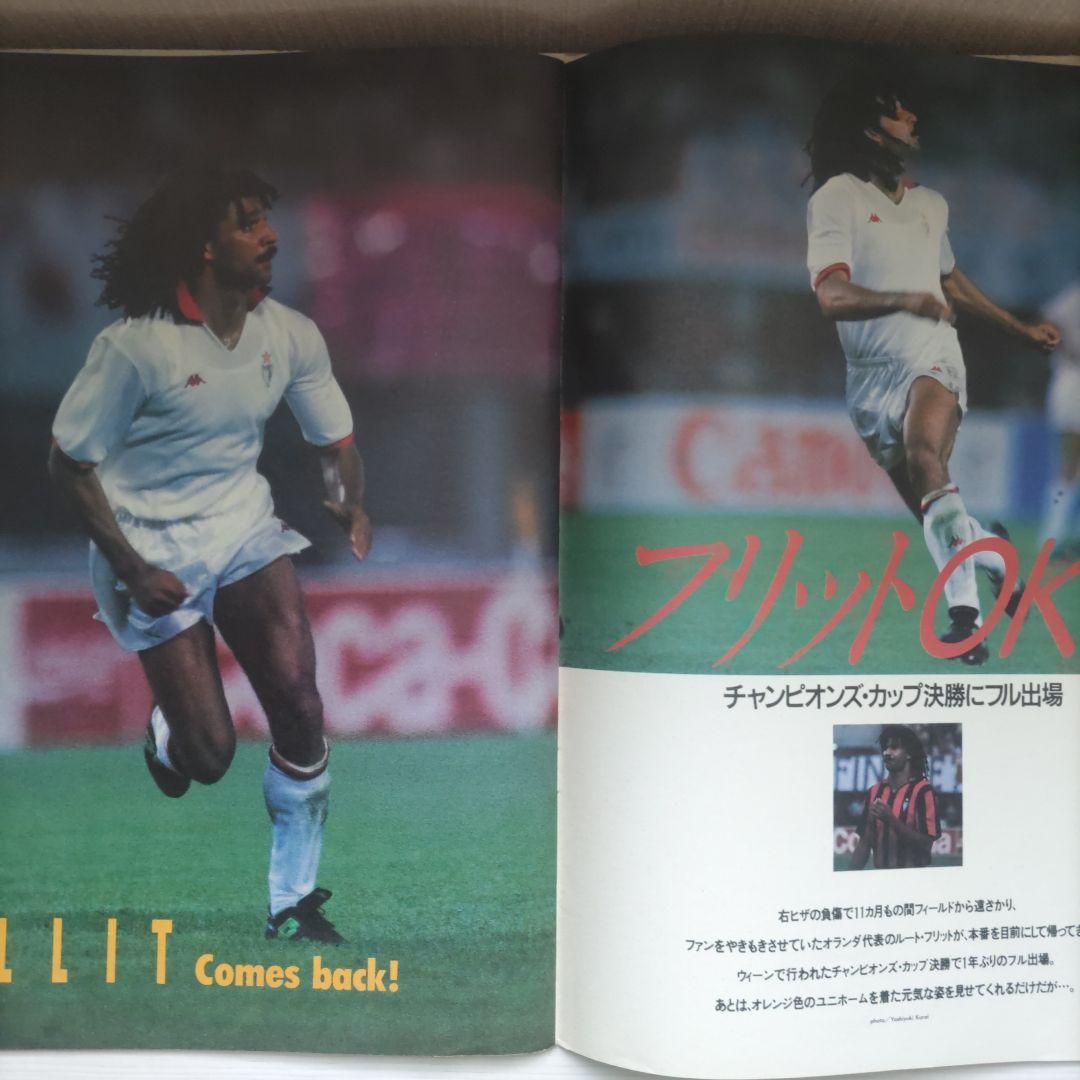 LLIT Comes back!
フリットOK
チャンピオンズ・カップ決勝にフル出場
右ヒザの負傷で11カ月もの間フィールドから遠さかり、
ファンをやきもきさせていたオランダ代表のルート・フリットが、本番を目前にして帰ってき
ウィーンで行われたチャンピオンズ・カップ決勝で1年ぶりのフル出場。
あとは、オレンジ色のユニホームを着た元気な姿を見せてくれるだけだが…。
photo／Yoshiyuki Kurai